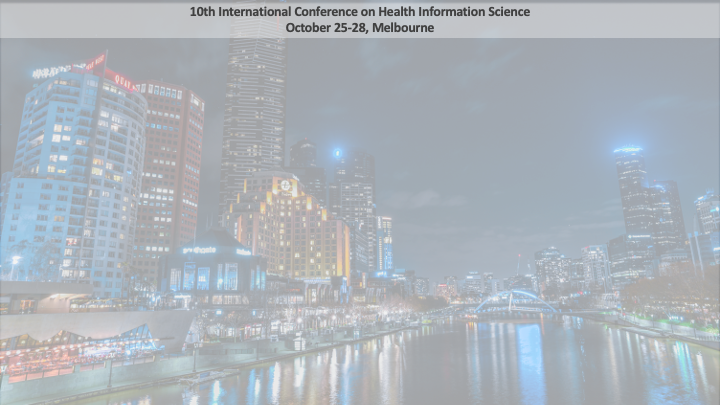 10th International Conference on Health Information Science
October 25-28, Melbourne